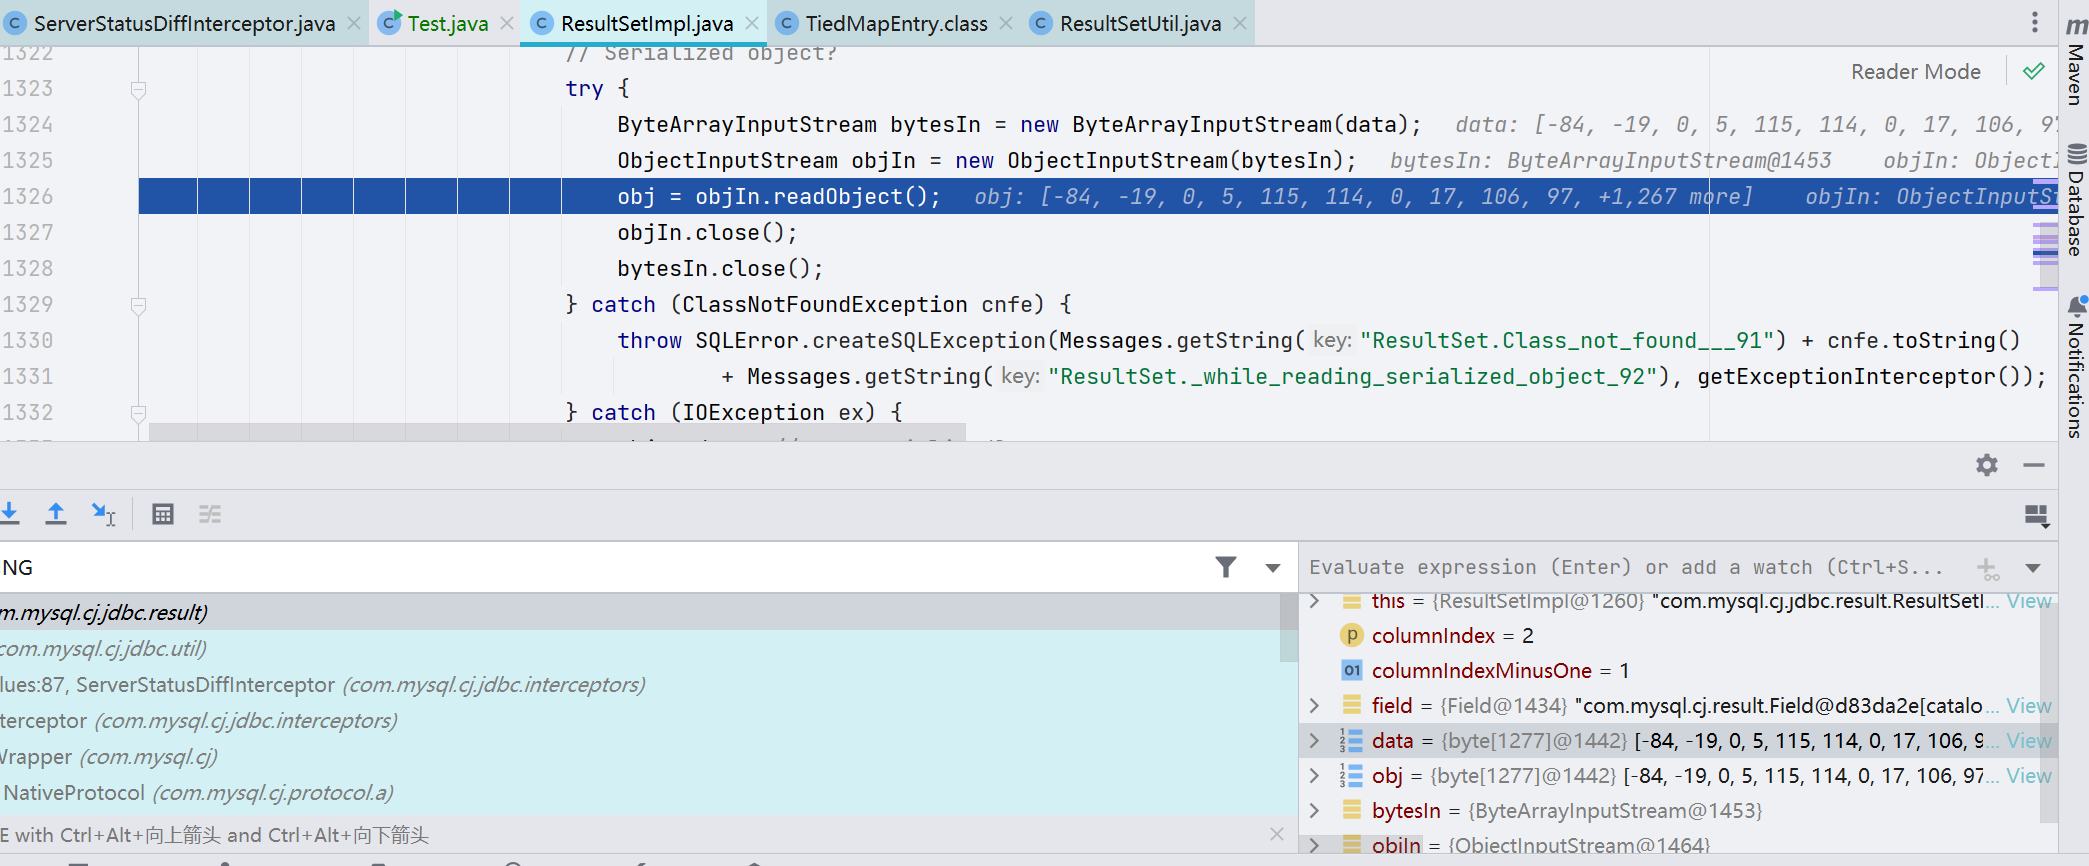 ServerStatusDiffInterceptor.java Test.java ResultSetImpl.java TiedMapEntry.class ResultSetUtil.java
1322 // Serialized object?
Reader Mode
1323 try {
1324 ByteArrayInputStream bytesIn = new ByteArrayInputStream(data); data: [-84, -19, 0, 5, 115, 114, 0, 17, 106, 97
1325 ObjectInputStream objIn = new ObjectInputStream(bytesIn); bytesIn: ByteArrayInputStream@1453 objIn: ObjectI
1326 obj = objIn.readObject(); obj: [-84, -19, 0, 5, 115, 114, 0, 17, 106, 97, +1,267 more] objIn: ObjectInputSt
1327 objIn.close();
1328 bytesIn.close();
1329 } catch (ClassNotFoundException cnfe) {
1330 throw SQLError.createSQLException(Messages.getString( key: "ResultSet.Class_not_found___91") + cnfe.toString()
1331 + Messages.getString( key: "ResultSet._while_reading_serialized_object_92"), getExceptionInterceptor());
1332 } catch (IOException ex) {
m
Maven
Database
Notifications
NG
m.mysql.cj.jdbc.result)
com.mysql.cj.jdbc.util)
lues:87, ServerStatusDiffInterceptor (com.mysql.cj.jdbc.interceptors)
terceptor (com.mysql.cj.jdbc.interceptors)
Wrapper (com.mysql.cj)
NativeProtocol (com.mysql.cj.protocol.a)
E with Ctrl+Alt+向上箭头 and Ctrl+Alt+向下箭头
Evaluate expression (Enter) or add a watch (Ctrl+S...
this = {ResultSetImpl@1260} "com.mysql.cj.jdbc.result.ResultSetI... View
p columnIndex = 2
01 columnIndexMinusOne = 1
field = {Field@1434} "com.mysql.cj.result.Field@d83da2e[catalo... View
data = {byte[1277]@1442} [-84, -19, 0, 5, 115, 114, 0, 17, 106, 9... View
obj = {byte[1277]@1442} [-84, -19, 0, 5, 115, 114, 0, 17, 106, 97,... View
bytesIn = {ByteArrayInputStream@1453}
objIn = {ObjectInputStream@1464}